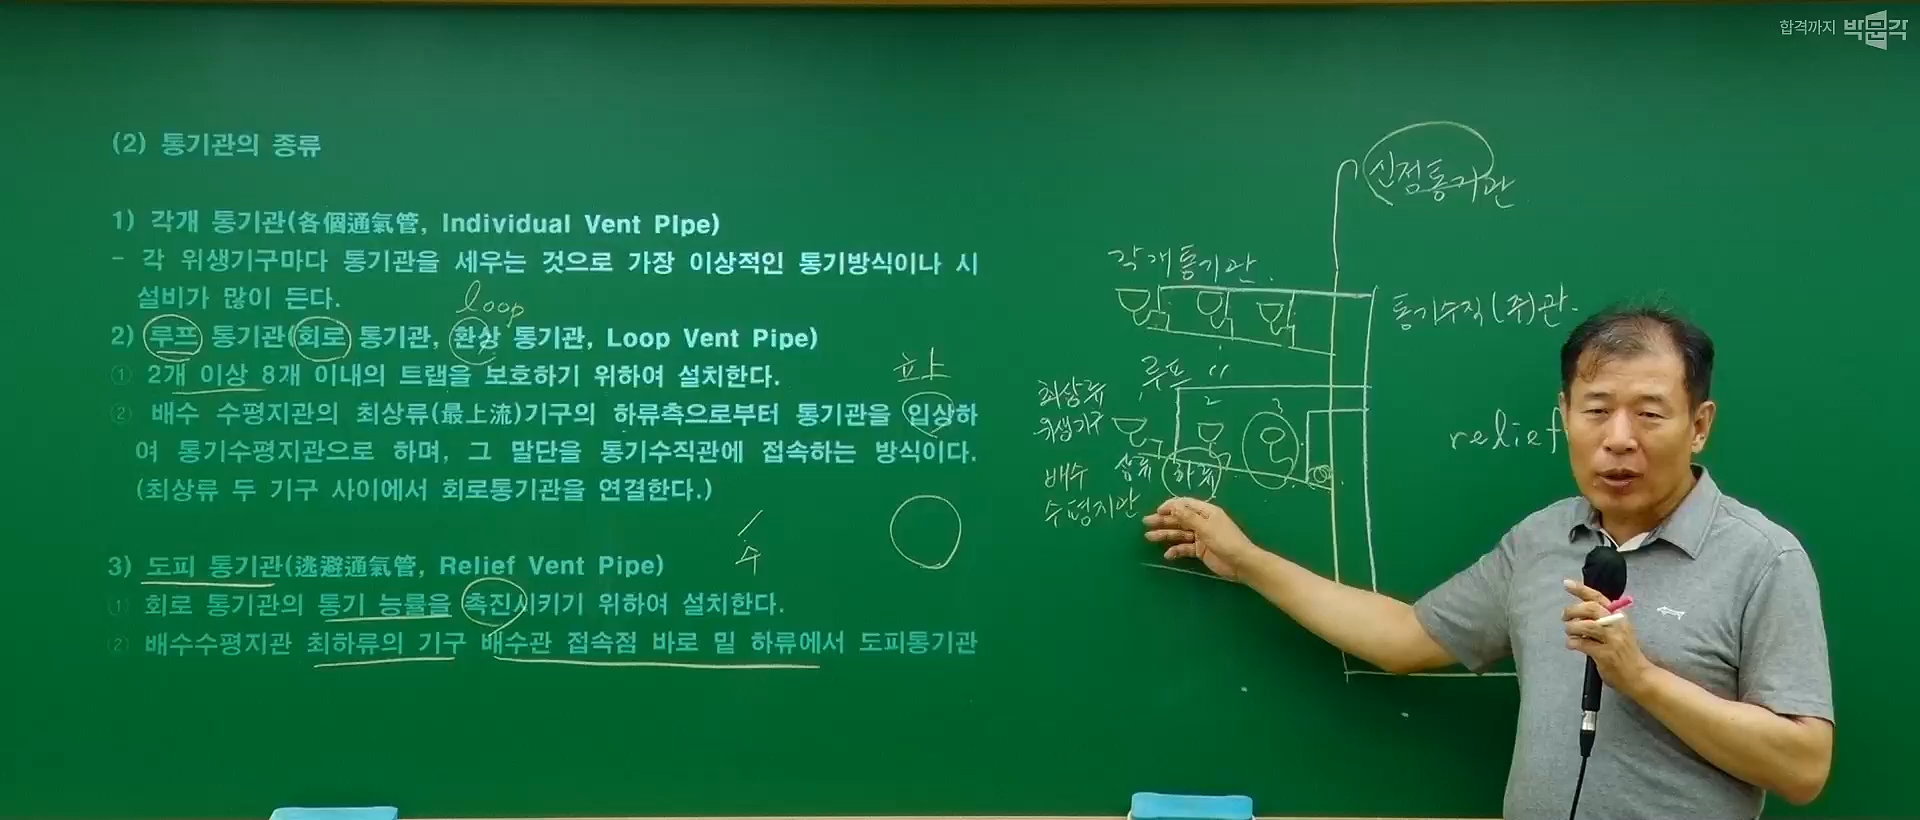 합격까지 박문각
(2) 통기관의 종류
1) 각개 통기관(各個通氣管, Individual Vent PIpe)
- 각 위생기구마다 통기관을 세우는 것으로 가장 이상적인 통기방식이나 시
설비가 많이 든다.
loop
2) 루프 통기관(회로 통기관, 환상 통기관, Loop Vent Pipe)
① 2개 이상 8개 이내의 트랩을 보호하기 위하여 설치한다.
② 배수 수평지관의 최상류(最上流)기구의 하류측으로부터 통기관을 입상하
여 통기수평지관으로 하며, 그 말단을 통기수직관에 접속하는 방식이다.
(최상류 두 기구 사이에서 회로통기관을 연결한다.)
3) 도피 통기관(逃避通氣管, Relief Vent Pipe)
① 회로 통기관의 통기 능률을 촉진시키기 위하여 설치한다.
② 배수수평지관 최하류의 기구 배수관 접속점 바로 밑 하류에서 도피통기관
수
신정통기관
각개통기관.
통기수직(주)관.
루프 〃
최상류
위생기구
2
3
배수
수평지관
상류
하류
relief